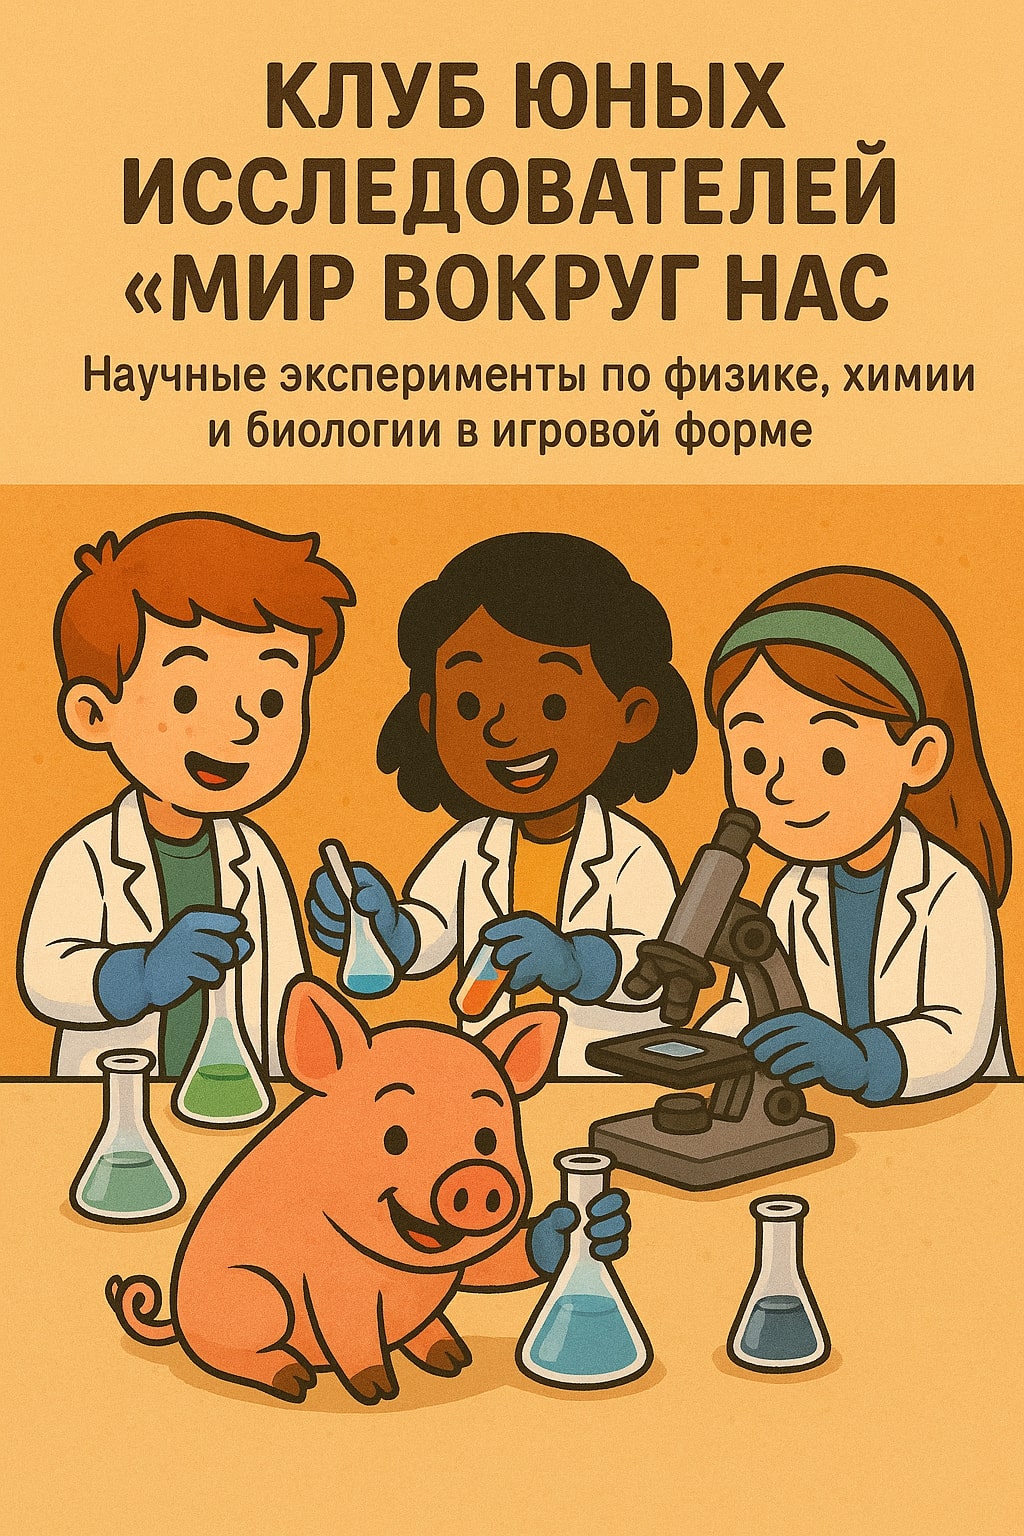 КЛУБ ЮНЫХ
ИССЛЕДОВАТЕЛЕЙ
«МИР ВОКРУГ НАС
Научные эксперименты по физике, химии
и биологии в игровой форме